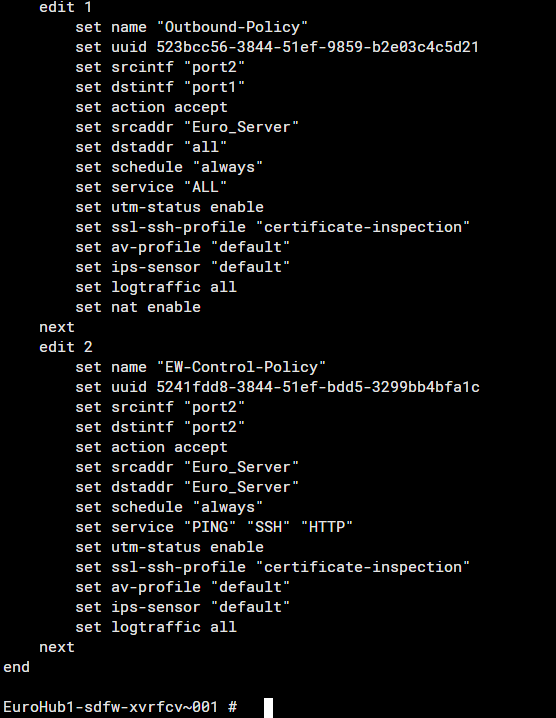 edit 1
set name "Outbound-Policy"
set uuid 523bcc56-3844-51ef-9859-b2e03c4c5d21
set srcintf "port2"
set dstintf "port1"
set action accept
set srcaddr "Euro_Server"
set dstaddr "all"
set schedule "always"
set service "ALL"
set utm-status enable
set ssl-ssh-profile "certificate-inspection"
set av-profile "default"
set ips-sensor "default"
set logtraffic all
set nat enable
next
edit 2
set name "EW-Control-Policy"
set uuid 5241fdd8-3844-51ef-bdd5-3299bb4bfa1c
set srcintf "port2"
set dstintf "port2"
set action accept
set srcaddr "Euro_Server"
set dstaddr "Euro_Server"
set schedule "always"
set service "PING" "SSH" "HTTP"
set utm-status enable
set ssl-ssh-profile "certificate-inspection"
set av-profile "default"
set ips-sensor "default"
set logtraffic all
next
end
EuroHub1-sdfw-xvrfcv~001 #